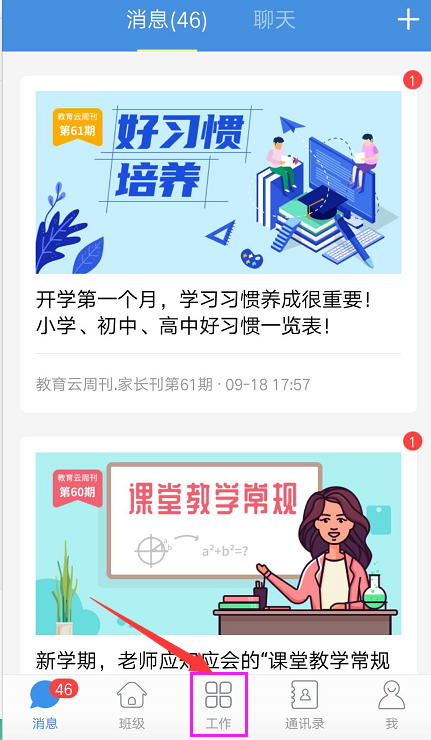 消息(46) 聊天
1
教育云周刊
第61期
好习惯
培养
开学第一个月，学习习惯养成很重要！
小学、初中、高中好习惯一览表！
教育云周刊.家长刊第61期 · 09-18 17:57
1
教育云周刊
第60期
课堂教学常规
a b
a²+b²=?
新学期，老师应知应会的“课堂教学常规
46
消息 班级 工作 通讯录 我